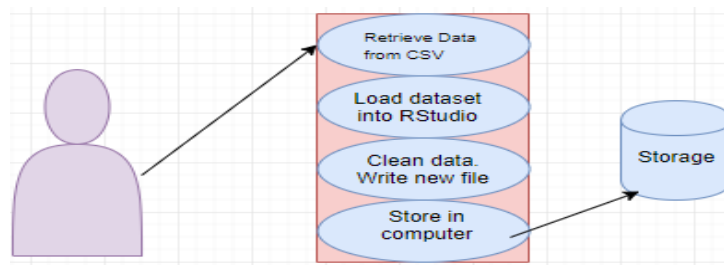 Retrieve Data
from CSV
Load dataset
into RStudio
Clean data.
Write new file
Store in
computer
Storage